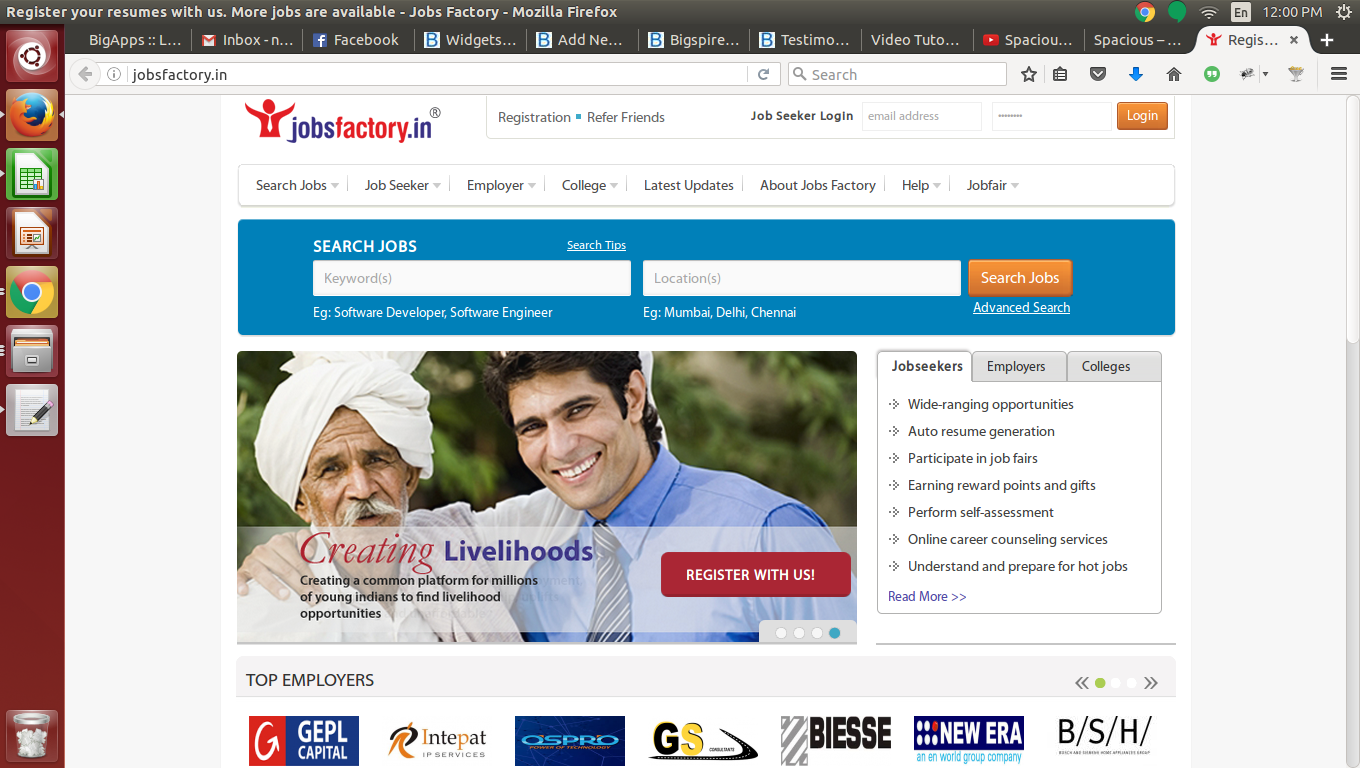 Register your resumes with us. More jobs are available - Jobs Factory - Mozilla Firefox
En
12:00 PM
BigApps :: L...
Inbox - n...
Facebook
Widgets...
Add Ne...
Bigspire...
Testimo...
Video Tuto...
Spaciou...
Spacious – ...
Regis...
jobsfactory.in
Search
jobsfactory.in®
Registration
Refer Friends
Job Seeker Login
email address
Login
Search Jobs
Job Seeker
Employer
College
Latest Updates
About Jobs Factory
Help
Jobfair
SEARCH JOBS
Search Tips
Keyword(s)
Location(s)
Search Jobs
Eg: Software Developer, Software Engineer
Eg: Mumbai, Delhi, Chennai
Advanced Search
Creating Livelihoods
Creating a common platform for millions
of young indians to find livelihood
opportunities
REGISTER WITH US!
Jobseekers
Employers
Colleges
Wide-ranging opportunities
Auto resume generation
Participate in job fairs
Earning reward points and gifts
Perform self-assessment
Online career counseling services
Understand and prepare for hot jobs
Read More >>
TOP EMPLOYERS
G GEPL
CAPITAL
Intepat
IP SERVICES
OSPRO
POWER OF TECHNOLOGY
GS
CONSULTANTS
BIESSE
NEW ERA
an en world group company
B/S/H/
BOSCH AND SIEMENS HOME APPLIANCES GROUP